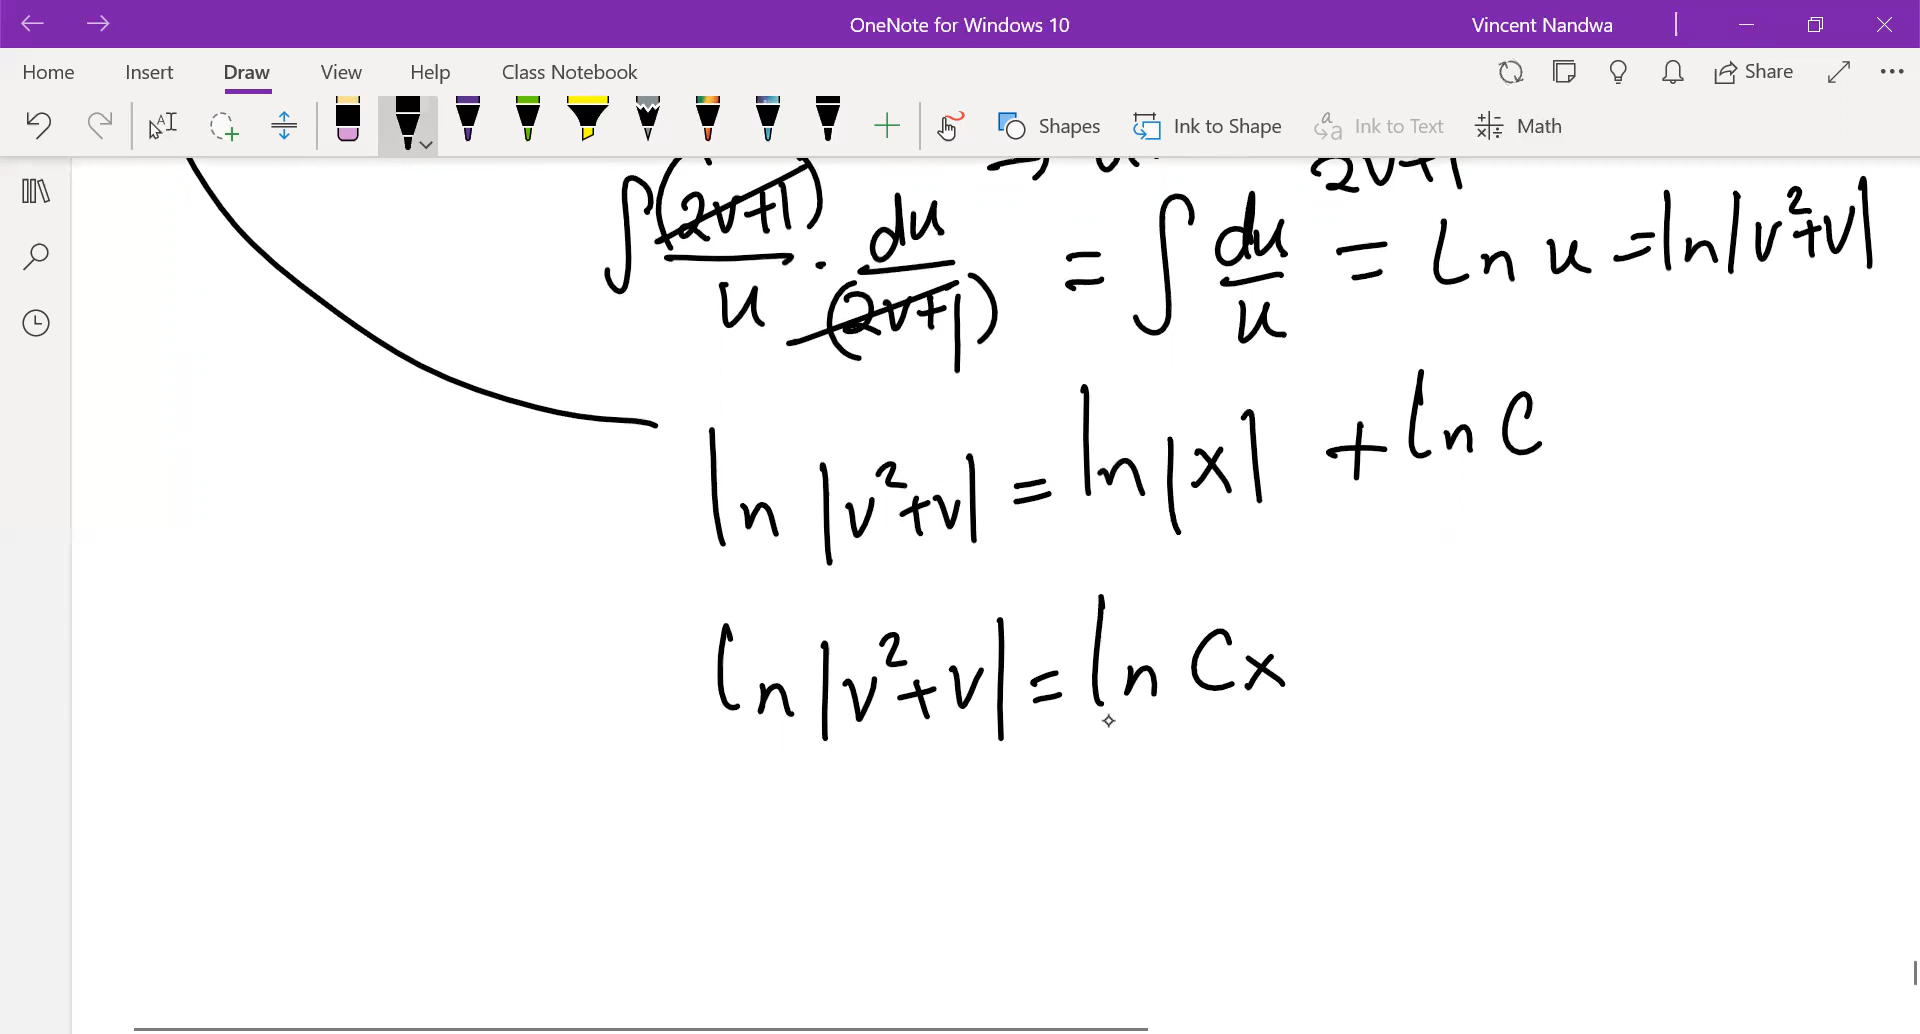 OneNote for Windows 10
Vincent Nandwa
Home Insert Draw View Help Class Notebook
Share
Shapes Ink to Shape Ink to Text Math
2v+1
∫ (2v+1)/u · du/(2v+1) = ∫ du/u = ln u = ln|v²+v|
ln |v²+v| = ln |x| + ln C
ln |v²+v| = ln Cx